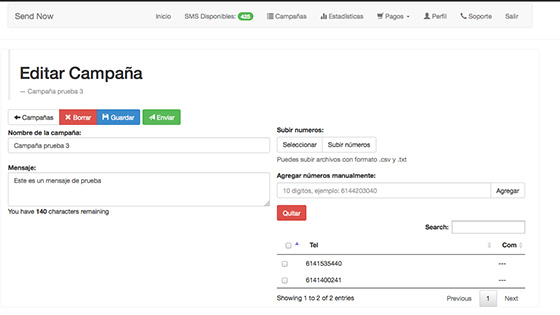 Send Now
Inicio
SMS Disponibles: 425
Campañas
Estadísticas
Pagos
Perfil
Soporte
Salir
Editar Campaña
— Campaña prueba 3
Campañas
Borrar
Guardar
Enviar
Nombre de la campaña:
Campaña prueba 3
Mensaje:
Este es un mensaje de prueba
You have 140 characters remaining
Subir numeros:
Seleccionar
Subir números
Puedes subir archivos con formato .csv y .txt
Agregar números manualmente:
10 dígitos, ejemplo: 6144203040
Agregar
Quitar
Search:
Tel
Com
6141535440
---
6141400241
---
Showing 1 to 2 of 2 entries
Previous
1
Next